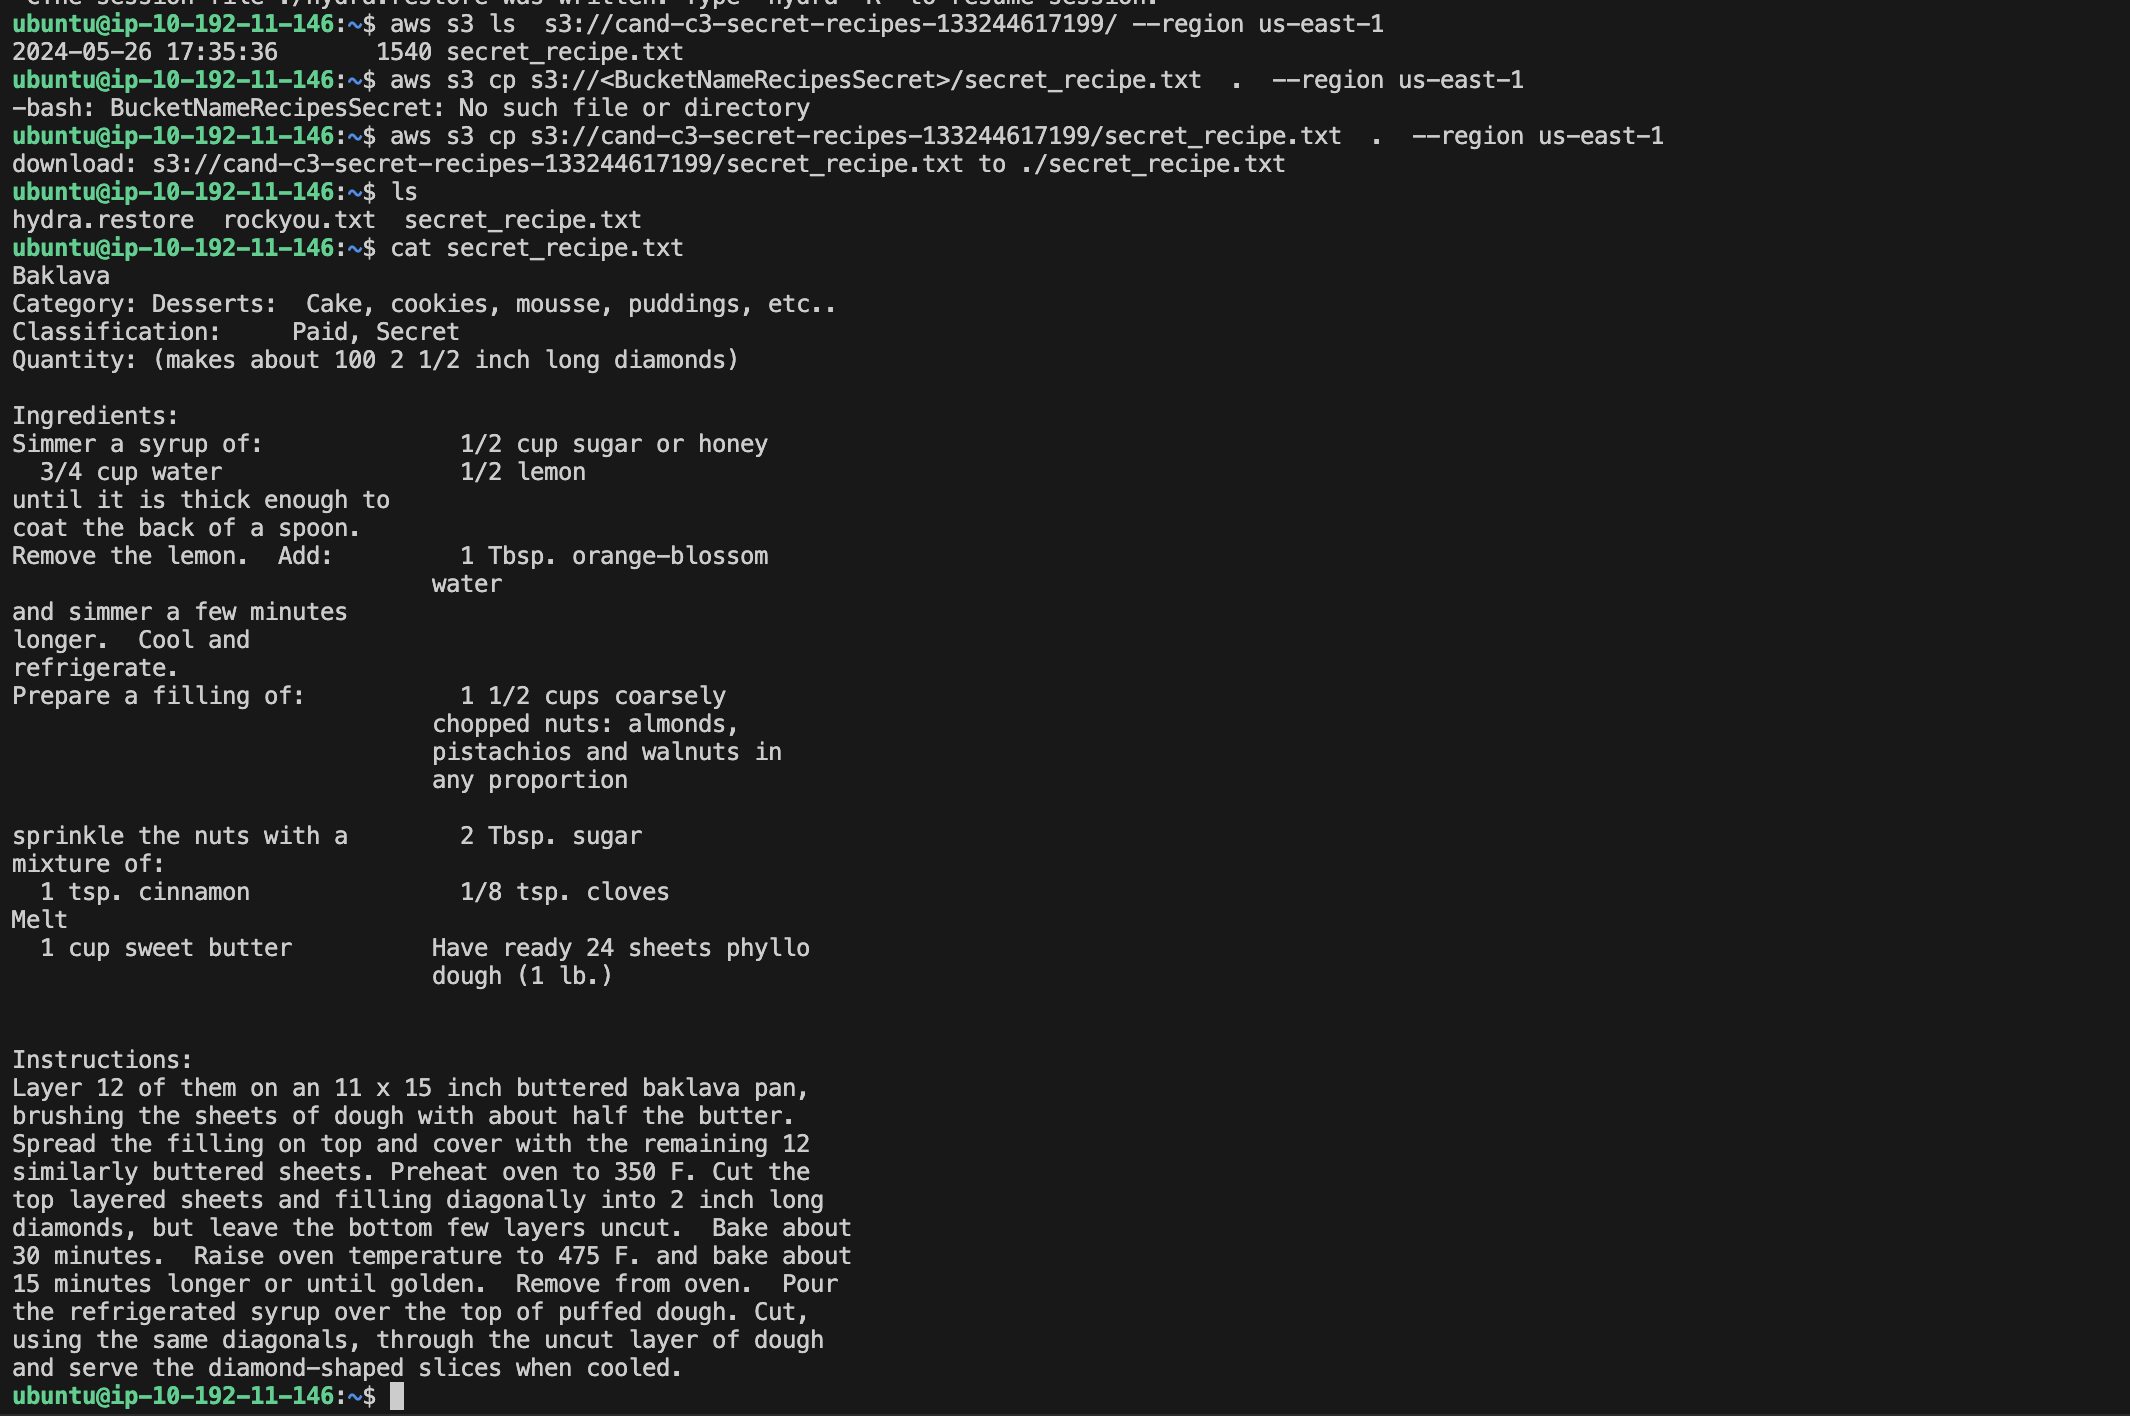 ubuntu@ip-10-192-11-146:~$ aws s3 ls  s3://cand-c3-secret-recipes-133244617199/ --region us-east-1
2024-05-26 17:35:36       1540 secret_recipe.txt
ubuntu@ip-10-192-11-146:~$ aws s3 cp s3://<BucketNameRecipesSecret>/secret_recipe.txt  .  --region us-east-1
-bash: BucketNameRecipesSecret: No such file or directory
ubuntu@ip-10-192-11-146:~$ aws s3 cp s3://cand-c3-secret-recipes-133244617199/secret_recipe.txt  .  --region us-east-1
download: s3://cand-c3-secret-recipes-133244617199/secret_recipe.txt to ./secret_recipe.txt
ubuntu@ip-10-192-11-146:~$ ls
hydra.restore  rockyou.txt  secret_recipe.txt
ubuntu@ip-10-192-11-146:~$ cat secret_recipe.txt
Baklava
Category: Desserts:  Cake, cookies, mousse, puddings, etc..
Classification:     Paid, Secret
Quantity: (makes about 100 2 1/2 inch long diamonds)

Ingredients:
Simmer a syrup of:              1/2 cup sugar or honey
  3/4 cup water                 1/2 lemon
until it is thick enough to
coat the back of a spoon.
Remove the lemon.  Add:         1 Tbsp. orange-blossom
                              water
and simmer a few minutes
longer.  Cool and
refrigerate.
Prepare a filling of:           1 1/2 cups coarsely
                              chopped nuts: almonds,
                              pistachios and walnuts in
                              any proportion

sprinkle the nuts with a        2 Tbsp. sugar
mixture of:
  1 tsp. cinnamon               1/8 tsp. cloves
Melt
  1 cup sweet butter          Have ready 24 sheets phyllo
                              dough (1 lb.)

Instructions:
Layer 12 of them on an 11 x 15 inch buttered baklava pan,
brushing the sheets of dough with about half the butter.
Spread the filling on top and cover with the remaining 12
similarly buttered sheets. Preheat oven to 350 F. Cut the
top layered sheets and filling diagonally into 2 inch long
diamonds, but leave the bottom few layers uncut.  Bake about
30 minutes.  Raise oven temperature to 475 F. and bake about
15 minutes longer or until golden.  Remove from oven.  Pour
the refrigerated syrup over the top of puffed dough. Cut,
using the same diagonals, through the uncut layer of dough
and serve the diamond-shaped slices when cooled.
ubuntu@ip-10-192-11-146:~$